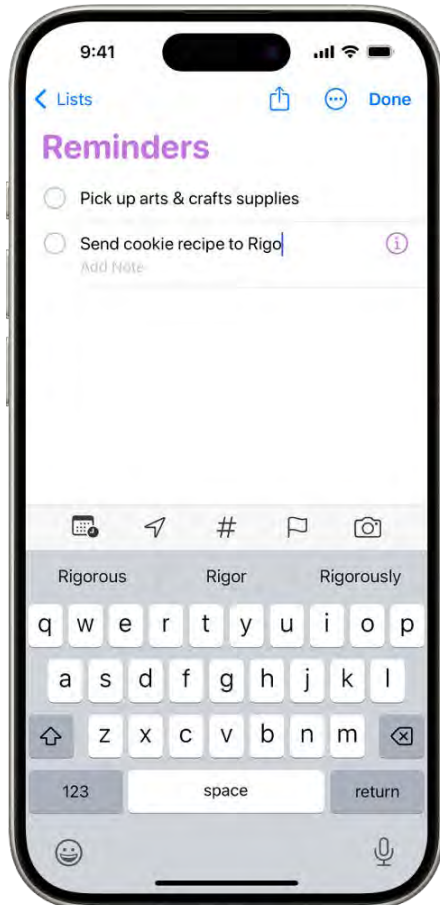 9:41
Lists
Done
Reminders
Pick up arts & crafts supplies
Send cookie recipe to Rigo
Add Note
#
Rigorous Rigor Rigorously
q w e r t y u i o p
a s d f g h j k l
z x c v b n m
123 space return